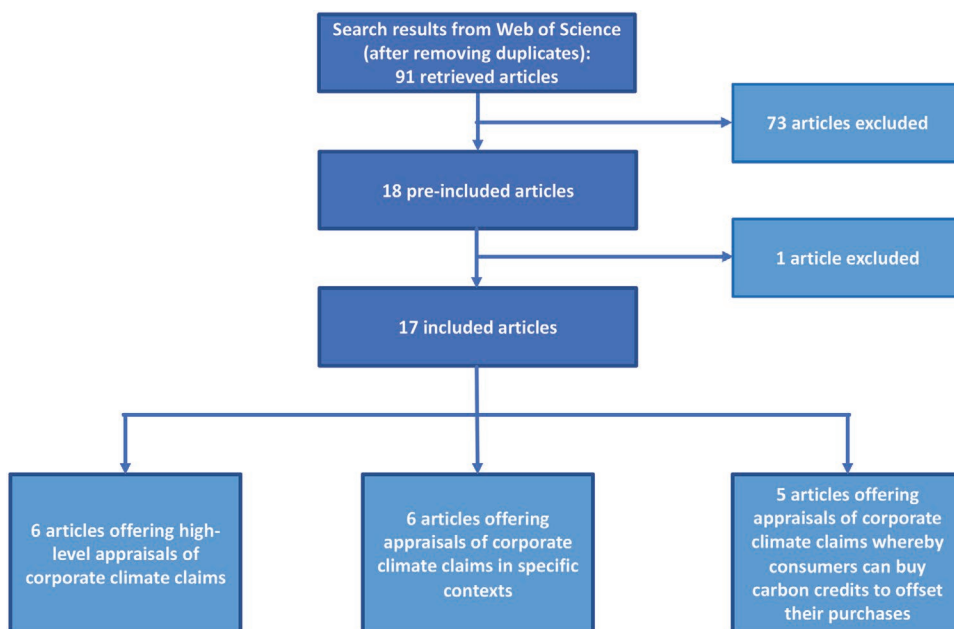 Search results from Web of Science
(after removing duplicates):
91 retrieved articles
73 articles excluded
18 pre-included articles
1 article excluded
17 included articles
6 articles offering high-
level appraisals of
corporate climate claims
6 articles offering
appraisals of corporate
climate claims in specific
contexts
5 articles offering
appraisals of corporate
climate claims whereby
consumers can buy
carbon credits to offset
their purchases